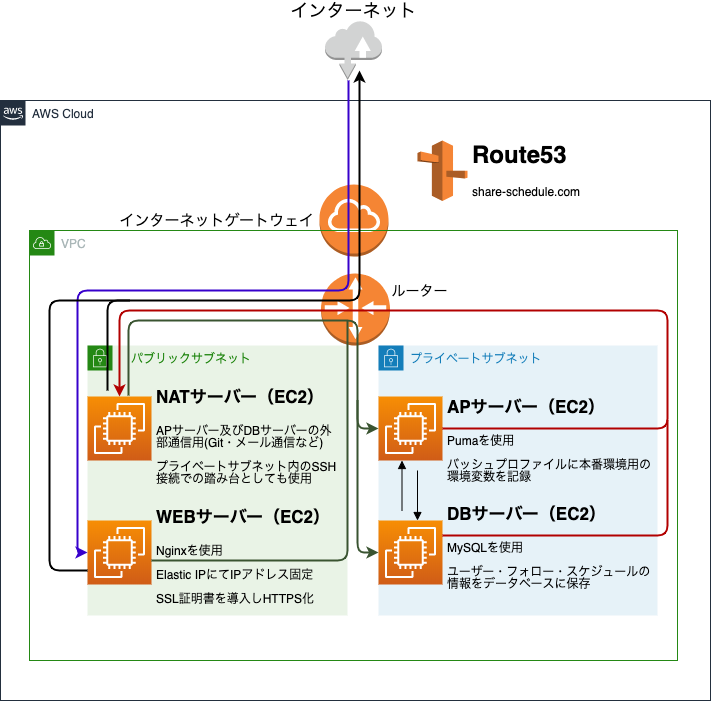 インターネット
aws
AWS Cloud
Route53
share-schedule.com
インターネットゲートウェイ
VPC
ルーター
パブリックサブネット
プライベートサブネット
NATサーバー（EC2）
APサーバー及びDBサーバーの外
部通信用(Git・メール通信など)
プライベートサブネット内のSSH
接続での踏み台としても使用
APサーバー（EC2）
Pumaを使用
バッシュプロファイルに本番環境用の
環境変数を記録
WEBサーバー（EC2）
Nginxを使用
Elastic IPにてIPアドレス固定
SSL証明書を導入しHTTPS化
DBサーバー（EC2）
MySQLを使用
ユーザー・フォロー・スケジュールの
情報をデータベースに保存